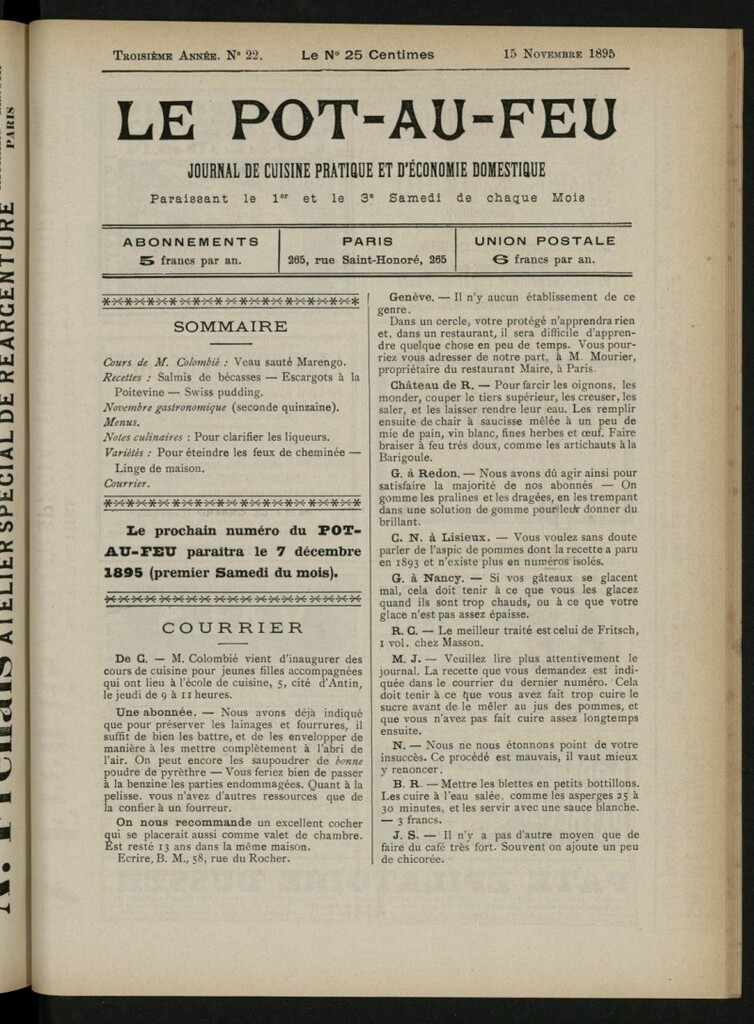 TROISIÈME ANNÉE. N° 22.
Le N° 25 Centimes
15 NOVEMBRE 1895
LE POT-AU-FEU
JOURNAL DE CUISINE PRATIQUE ET D'ÉCONOMIE DOMESTIQUE
Paraissant le 1er et le 3e Samedi de chaque Mois
ABONNEMENTS
5 francs par an.
PARIS
265, rue Saint-Honoré, 265
UNION POSTALE
6 francs par an.
SOMMAIRE
Cours de M. Colombié : Veau sauté Marengo.
Recettes : Salmis de bécasses — Escargots à la
Poitevine — Swiss pudding.
Novembre gastronomique (seconde quinzaine).
Menus.
Notes culinaires : Pour clarifier les liqueurs.
Variétés : Pour éteindre les feux de cheminée —
Linge de maison.
Courrier.
Le prochain numéro du POT-
AU-FEU paraîtra le 7 décembre
1895 (premier Samedi du mois).
COURRIER
De C. — M. Colombié vient d'inaugurer des
cours de cuisine pour jeunes filles accompagnées
qui ont lieu à l'école de cuisine, 5, cité d'Antin,
le jeudi de 9 à 11 heures.
Une abonnée. — Nous avons déjà indiqué
que pour préserver les lainages et fourrures, il
suffit de bien les battre, et de les envelopper de
manière à les mettre complètement à l'abri de
l'air. On peut encore les saupoudrer de bonne
poudre de pyrèthre — Vous feriez bien de passer
à la benzine les parties endommagées. Quant à la
pelisse. vous n'avez d'autres ressources que de
la confier à un fourreur.
On nous recommande un excellent cocher
qui se placerait aussi comme valet de chambre.
Est resté 13 ans dans la même maison.
Ecrire, B. M., 58, rue du Rocher.
Genève. — Il n'y aucun établissement de ce
genre.
Dans un cercle, votre protégé n'apprendra rien
et, dans un restaurant, il sera difficile d'appren-
dre quelque chose en peu de temps. Vous pour-
riez vous adresser de notre part, à M. Mourier,
propriétaire du restaurant Maire, à Paris.
Château de R. — Pour farcir les oignons, les
monder, couper le tiers supérieur, les creuser, les
saler, et les laisser rendre leur eau. Les remplir
ensuite de chair à saucisse mêlée à un peu de
mie de pain, vin blanc, fines herbes et œuf. Faire
braiser à feu très doux, comme les artichauts à la
Barigoule.
G. à Redon. — Nous avons dû agir ainsi pour
satisfaire la majorité de nos abonnés — On
gomme les pralines et les dragées, en les trempant
dans une solution de gomme pour leur donner du
brillant.
C. N. à Lisieux. — Vous voulez sans doute
parler de l'aspic de pommes dont la recette a paru
en 1893 et n'existe plus en numéros isolés.
G. à Nancy. — Si vos gâteaux se glacent
mal, cela doit tenir à ce que vous les glacez
quand ils sont trop chauds, ou à ce que votre
glace n'est pas assez épaisse.
R. C. — Le meilleur traité est celui de Fritsch,
1 vol. chez Masson.
M. J. — Veuillez lire plus attentivement le
journal. La recette que vous demandez est indi-
quée dans le courrier du dernier numéro. Cela
doit tenir à ce que vous avez fait trop cuire le
sucre avant de le mêler au jus des pommes, et
que vous n'avez pas fait cuire assez longtemps
ensuite.
N. — Nous ne nous étonnons point de votre
insuccès. Ce procédé est mauvais, il vaut mieux
y renoncer.
B. R. — Mettre les blettes en petits bottillons.
Les cuire à l'eau salée, comme les asperges 25 à
30 minutes, et les servir avec une sauce blanche.
— 3 francs.
J. S. — Il n'y a pas d'autre moyen que de
faire du café très fort. Souvent on ajoute un peu
de chicorée.
ATELIER SPÉCIAL DE RÉARGENTURE
PARIS